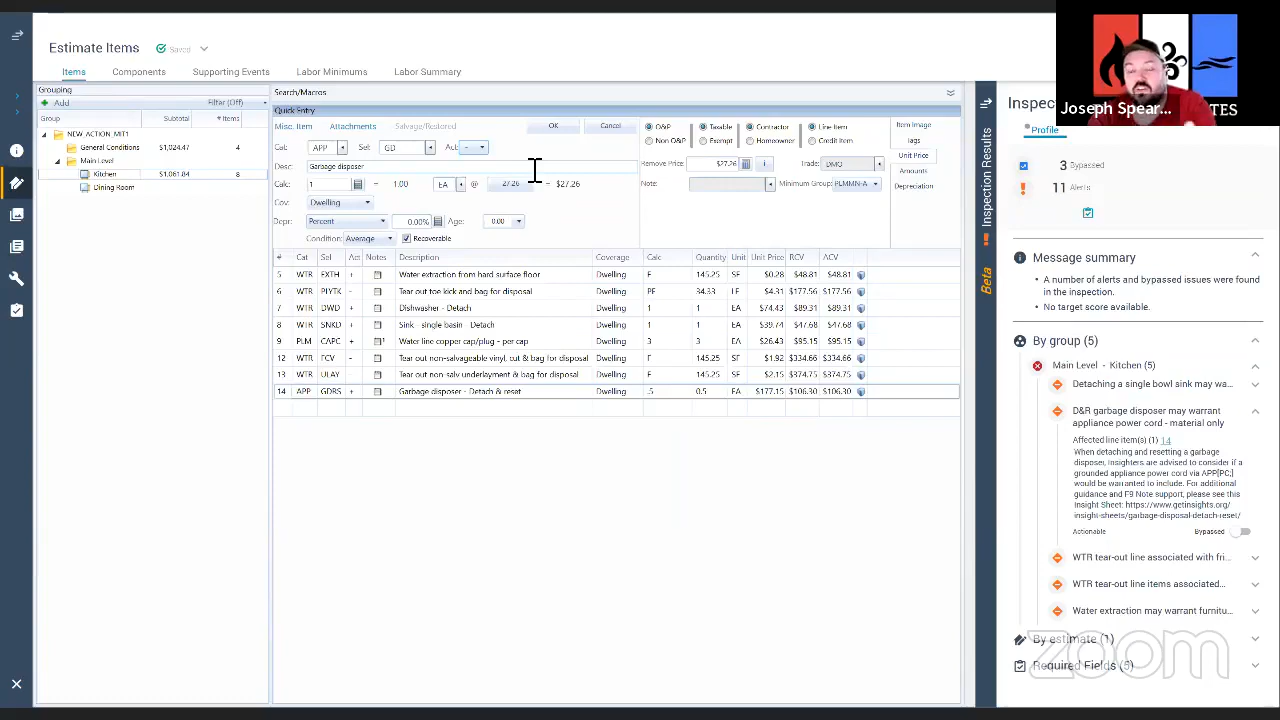 Estimate Items
Saved
Items Components Supporting Events Labor Minimums Labor Summary
Grouping
Add Filter (Off)
Group Subtotal # Items
NEW_ACTION_MIT1
General Conditions $1,024.47 4
Main Level
Kitchen $1,061.84 8
Dining Room
Search/Macros
Quick Entry
Misc. Item Attachments Salvage/Restored OK Cancel
Cat: APP Sel: GD Act: -
Desc: Garbage disposer
Calc: 1 = 1.00 EA @ 27.26 = $27.26
Cov: Dwelling
Depr: Percent 0.00% Age: 0.00
Condition: Average Recoverable
O&P Taxable Contractor Line Item
Non O&P Exempt Homeowner Credit Item
Remove Price: $27.26 Trade: DMO
Note: Minimum Group: PLMMN-A
Item Image
Tags
Unit Price
Amounts
Depreciation
# Cat Sel Act Notes Description Coverage Calc Quantity Unit Unit Price RCV ACV
5 WTR EXTH + Water extraction from hard surface floor Dwelling F 145.25 SF $0.28 $48.81 $48.81
6 WTR PLYTK - Tear out toe kick and bag for disposal Dwelling PF 34.33 LF $4.31 $177.56 $177.56
7 WTR DWD + Dishwasher - Detach Dwelling 1 1 EA $74.43 $89.31 $89.31
8 WTR SNKD + Sink - single basin - Detach Dwelling 1 1 EA $39.74 $47.68 $47.68
9 PLM CAPC + 1 Water line copper cap/plug - per cap Dwelling 3 3 EA $26.43 $95.15 $95.15
12 WTR FCV - Tear out non-salvageable vinyl, cut & bag for disposal Dwelling F 145.25 SF $1.92 $334.66 $334.66
13 WTR ULAY - Tear out non-salv underlayment & bag for disposal Dwelling F 145.25 SF $2.15 $374.75 $374.75
14 APP GDRS + Garbage disposer - Detach & reset Dwelling .5 0.5 EA $177.15 $106.30 $106.30
Inspection Results
Beta
Inspec
Profile
3 Bypassed
11 Alerts
Message summary
• A number of alerts and bypassed issues were found
in the inspection.
• No target score available.
By group (5)
Main Level - Kitchen (5)
Detaching a single bowl sink may wa...
D&R garbage disposer may warrant
appliance power cord - material only
Affected line item(s) (1) 14
When detaching and resetting a garbage
disposer, Insighters are advised to consider if a
grounded appliance power cord via APP[PC;]
would be warranted to include. For additional
guidance and F9 Note support, please see this
Insight Sheet: https://www.getinsights.org/
insight-sheets/garbage-disposal-detach-reset/
Actionable Bypassed
WTR tear-out line associated with fri...
WTR tear-out line items associated...
Water extraction may warrant furnitu...
By estimate (1)
Required Fields (5)
Joseph Spear...
TES
zoom